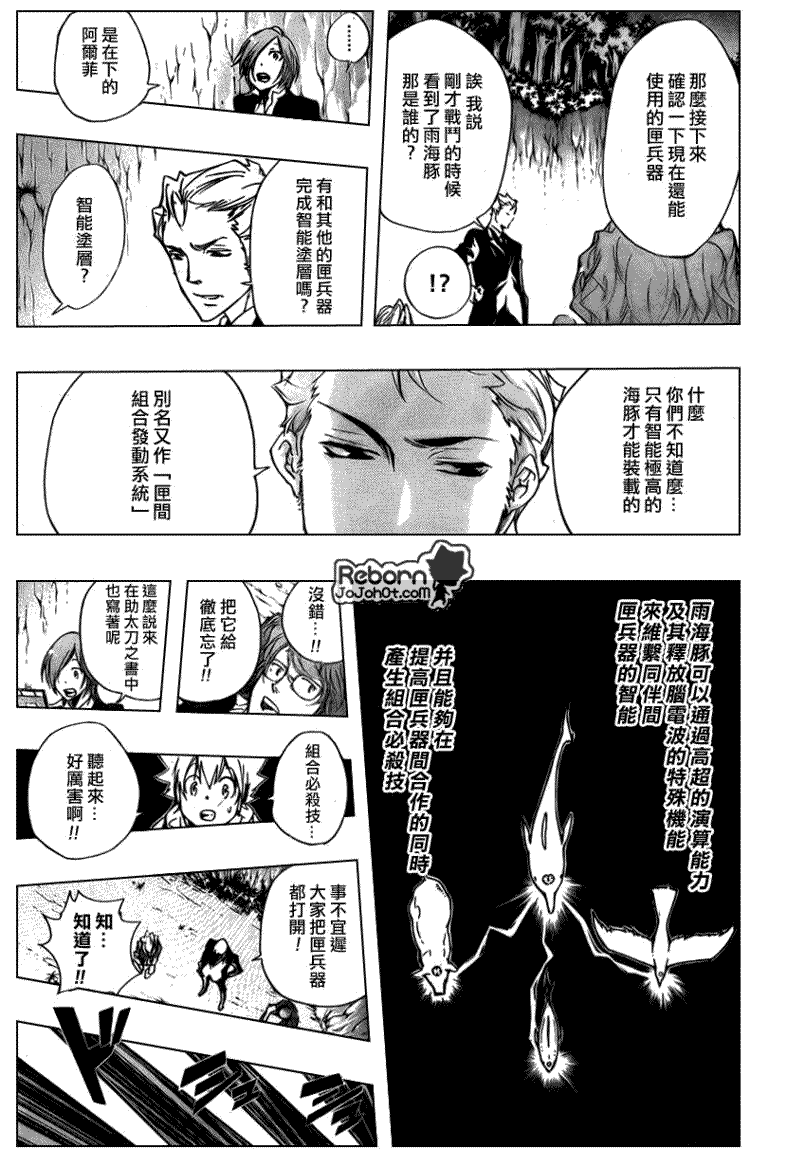 那麼接下來
確認一下現在還能
使用的匣兵器
誒 我說
剛才戰鬥的時候
看到了雨海豚
那是誰的？
!?
……
是在下的
阿爾菲
有和其他的匣兵器
完成智能塗層嗎？
智能塗層？
什麼
你們不知道麼…
只有智能極高的
海豚才能裝載的
別名又作「匣間
組合發動系統」
Reborn
JoJoHot.com
雨海豚可以通過高超的演算能力
及其釋放腦電波的特殊機能
來維繫同伴間
匣兵器的智能
并且能夠在
提高匣兵器間合作的同時
產生組合必殺技
沒錯…!!
把它給
徹底忘了!!
這麼說來
在助太刀之書中
也寫著呢
組合必殺技…
聽起來…
好厲害啊!!
事不宜遲
大家把匣兵器
都打開！
知…
知道了!!
ドドド